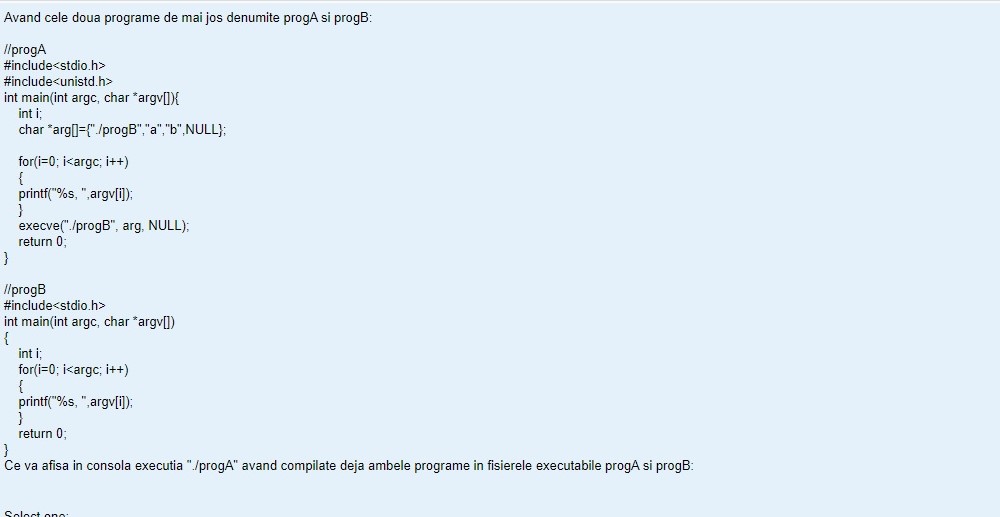 Avand cele doua programe de mai jos denumite progA si progB:
//progA
#include<stdio.h>
#include<unistd.h>
int main(int argc, char *argv[]){
int i;
char *arg[]={"./progB","a","b",NULL};
for(i=0; i<argc; i++)
{
printf("%s, ",argv[i]);
}
execve("./progB", arg, NULL);
return 0;
}
//progB
#include<stdio.h>
int main(int argc, char *argv[])
{
int i;
for(i=0; i<argc; i++)
{
printf("%s, ",argv[i]);
}
return 0;
}
Ce va afisa in consola executia "./progA" avand compilate deja ambele programe in fisierele executabile progA si progB:
Select one: